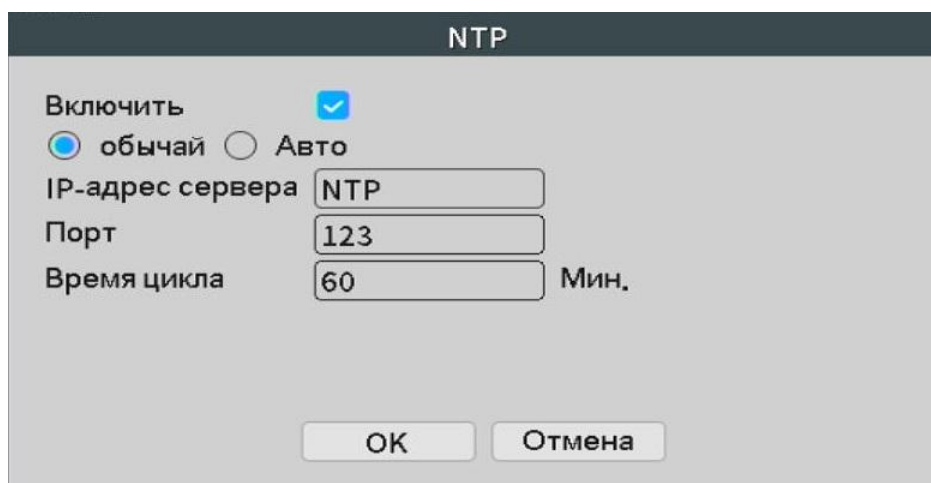 NTP
Включить
обычай Авто
IP-адрес сервера NTP
Порт 123
Время цикла 60 Мин.
OK Отмена